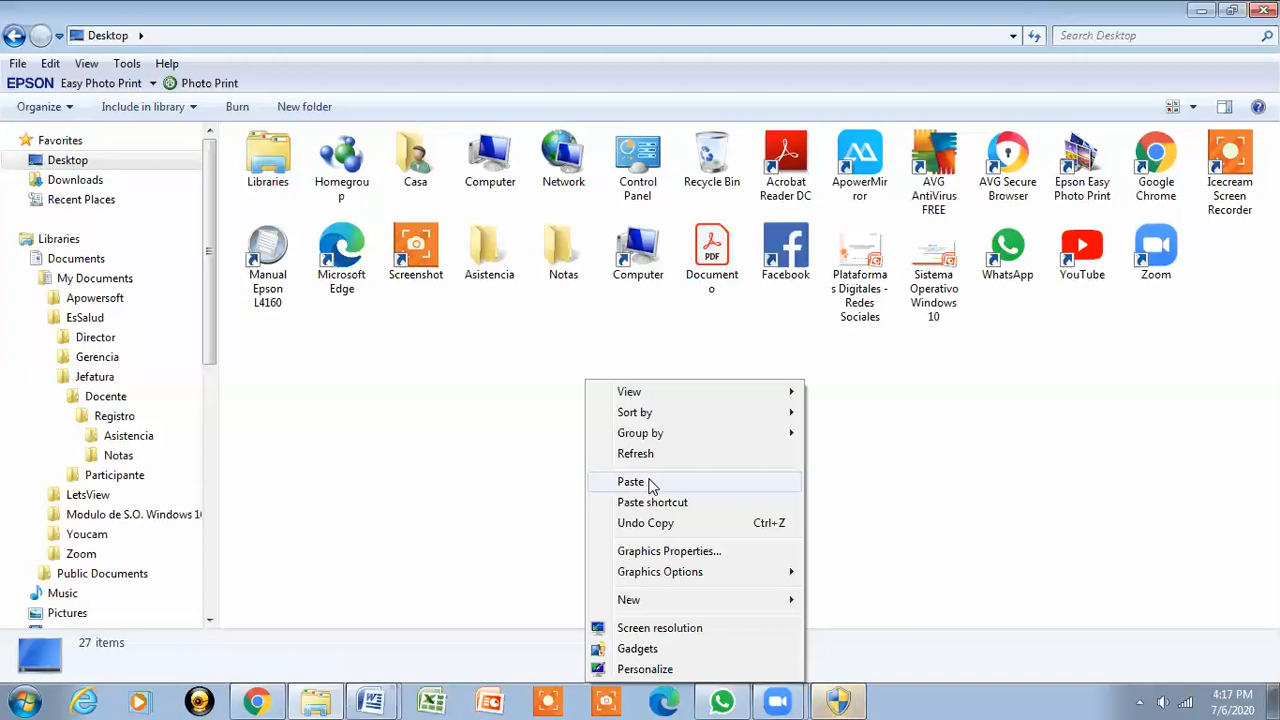 Desktop
Search Desktop
File Edit View Tools Help
EPSON Easy Photo Print Photo Print
Organize Include in library Burn New folder
Favorites
Desktop
Downloads
Recent Places
Libraries
Documents
My Documents
Apowersoft
EsSalud
Director
Gerencia
Jefatura
Docente
Registro
Asistencia
Notas
Participante
LetsView
Modulo de S.O. Windows 10
Youcam
Zoom
Public Documents
Music
Pictures
Libraries
Homegrou
p
Casa
Computer
Network
Control
Panel
Recycle Bin
Acrobat
Reader DC
ApowerMir
ror
AVG
AntiVirus
FREE
AVG Secure
Browser
Epson Easy
Photo Print
Google
Chrome
Icecream
Screen
Recorder
Manual
Epson
L4160
Microsoft
Edge
Screenshot
Asistencia
Notas
Computer
PDF
Document
o
Facebook
Plataforma
s Digitales -
Redes
Sociales
Sistema
Operativo
Windows
10
WhatsApp
YouTube
Zoom
View
Sort by
Group by
Refresh
Paste
Paste shortcut
Undo Copy Ctrl+Z
Graphics Properties...
Graphics Options
New
Screen resolution
Gadgets
Personalize
27 items
4:17 PM
7/6/2020